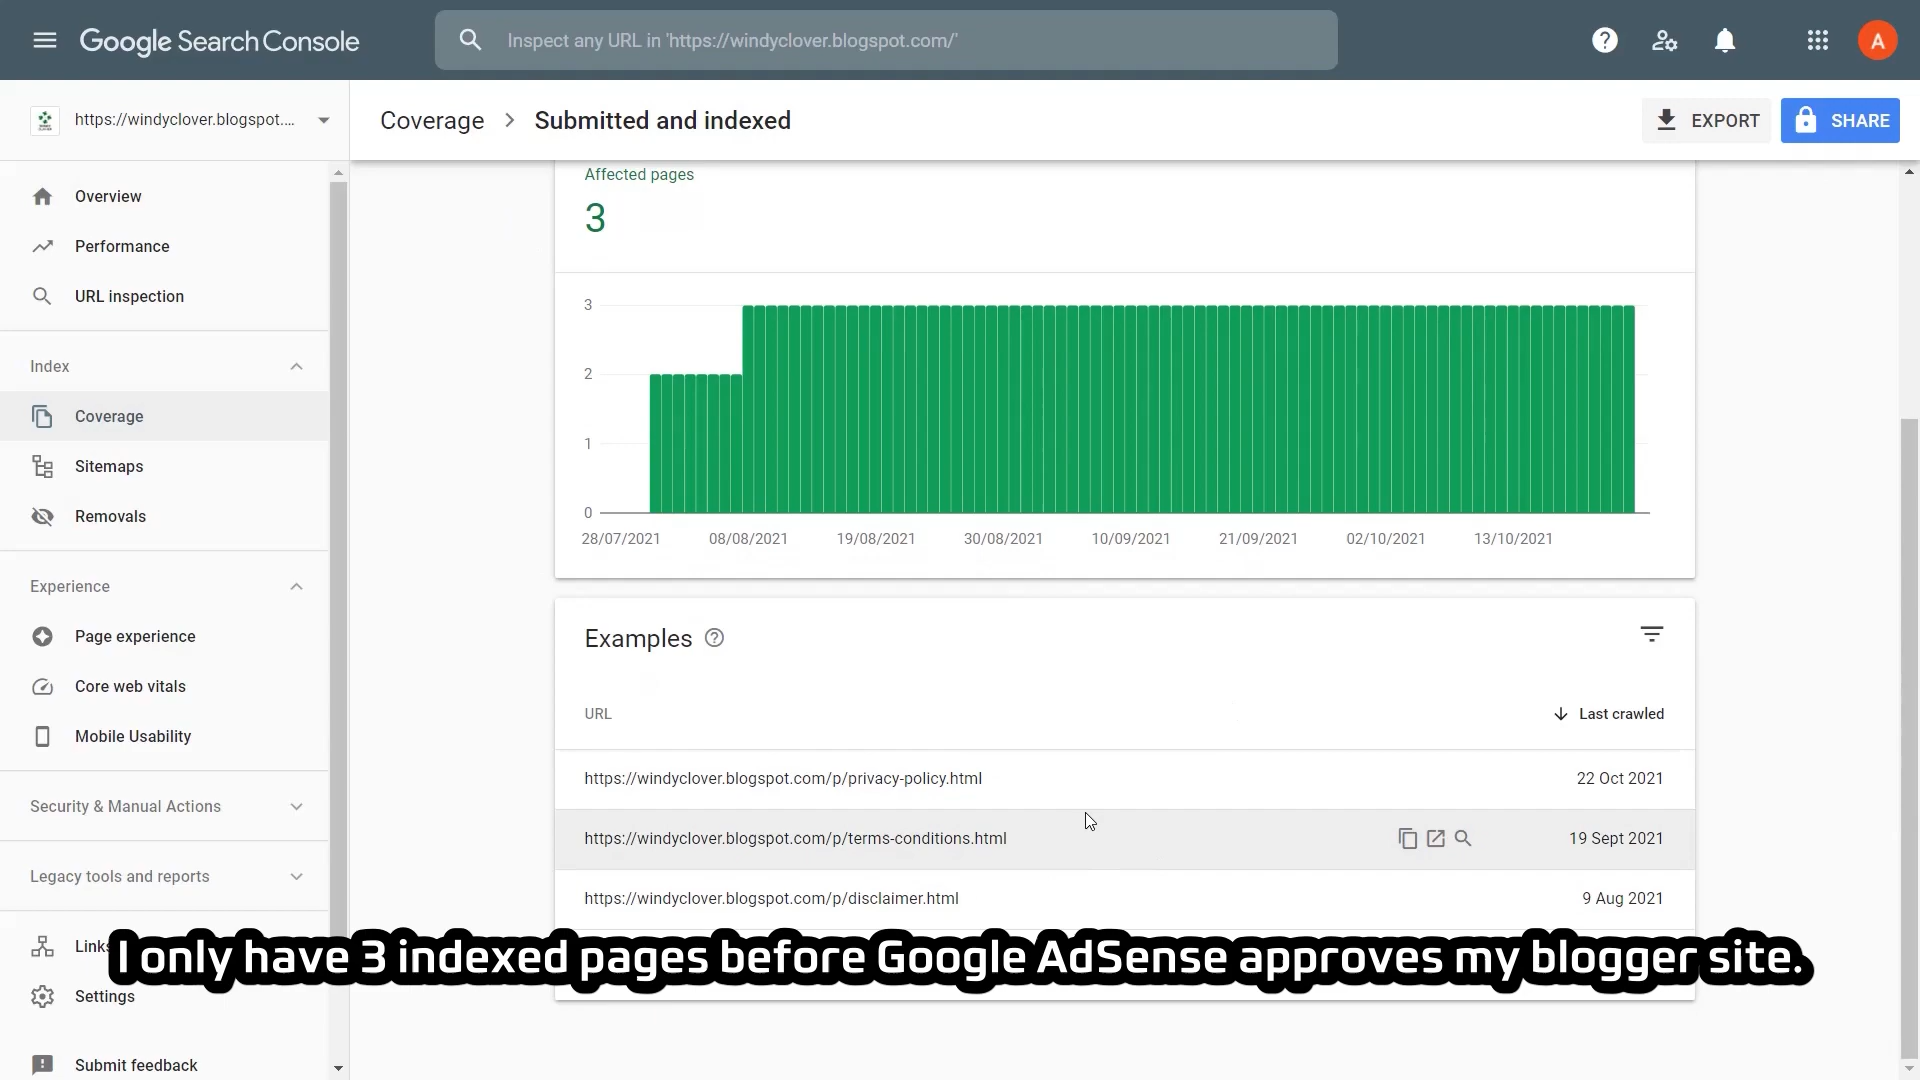 Google Search Console
Inspect any URL in 'https://windyclover.blogspot.com/'
A
https://windyclover.blogspot....
Coverage > Submitted and indexed
EXPORT
SHARE
Overview
Performance
URL inspection
Index
Coverage
Sitemaps
Removals
Experience
Page experience
Core web vitals
Mobile Usability
Security & Manual Actions
Legacy tools and reports
Links
Settings
Submit feedback
Affected pages
3
3
2
1
0
28/07/2021 08/08/2021 19/08/2021 30/08/2021 10/09/2021 21/09/2021 02/10/2021 13/10/2021
Examples
URL Last crawled
https://windyclover.blogspot.com/p/privacy-policy.html 22 Oct 2021
https://windyclover.blogspot.com/p/terms-conditions.html 19 Sept 2021
https://windyclover.blogspot.com/p/disclaimer.html 9 Aug 2021
I only have 3 indexed pages before Google AdSense approves my blogger site.